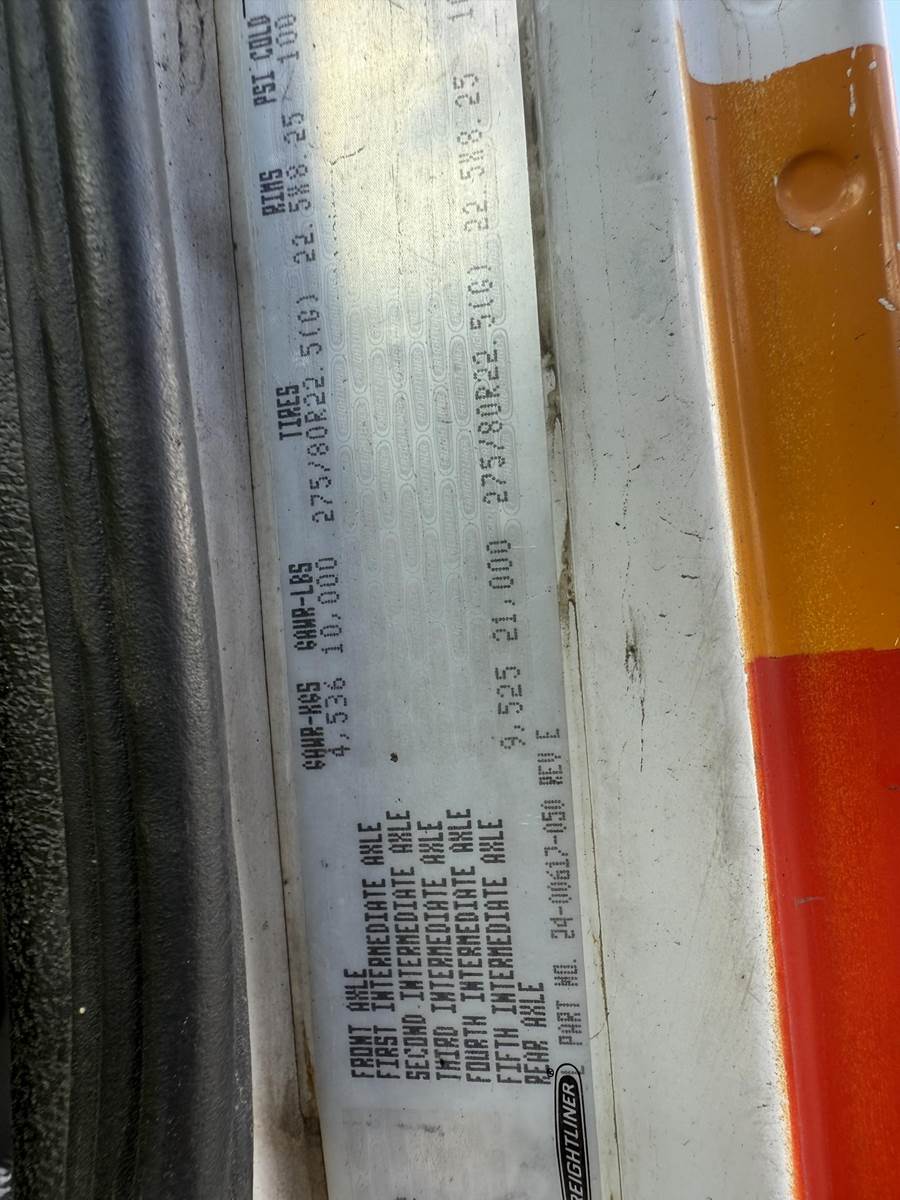 GAWR-KGS GAWR-LBS TIRES RIMS PSI COLD
FRONT AXLE 4,536 10,000 275/80R22.5(G) 22.5X8.25 100
FIRST INTERMEDIATE AXLE
SECOND INTERMEDIATE AXLE
THIRD INTERMEDIATE AXLE
FOURTH INTERMEDIATE AXLE
FIFTH INTERMEDIATE AXLE
REAR AXLE 9,525 21,000 275/80R22.5(G) 22.5X8.25
PART NO. 24-00617-050 REV E
REIGHTLINER